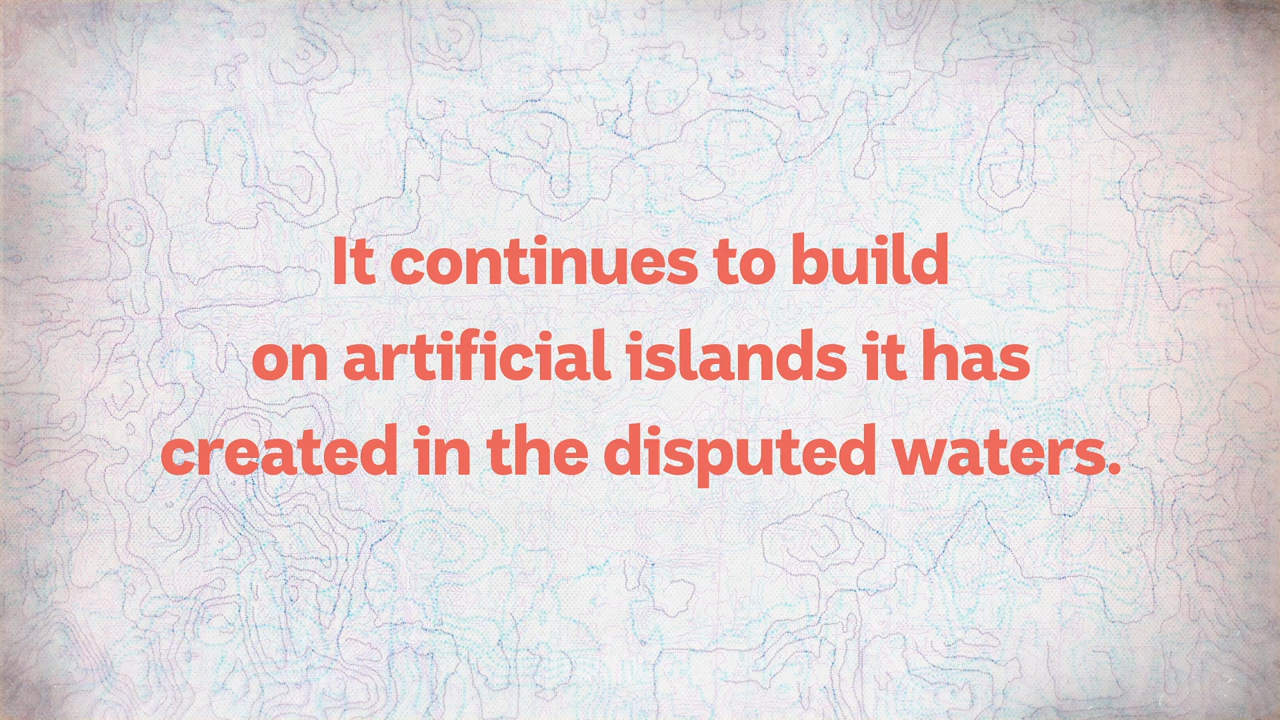 It continues to build
on artificial islands it has
created in the disputed waters.